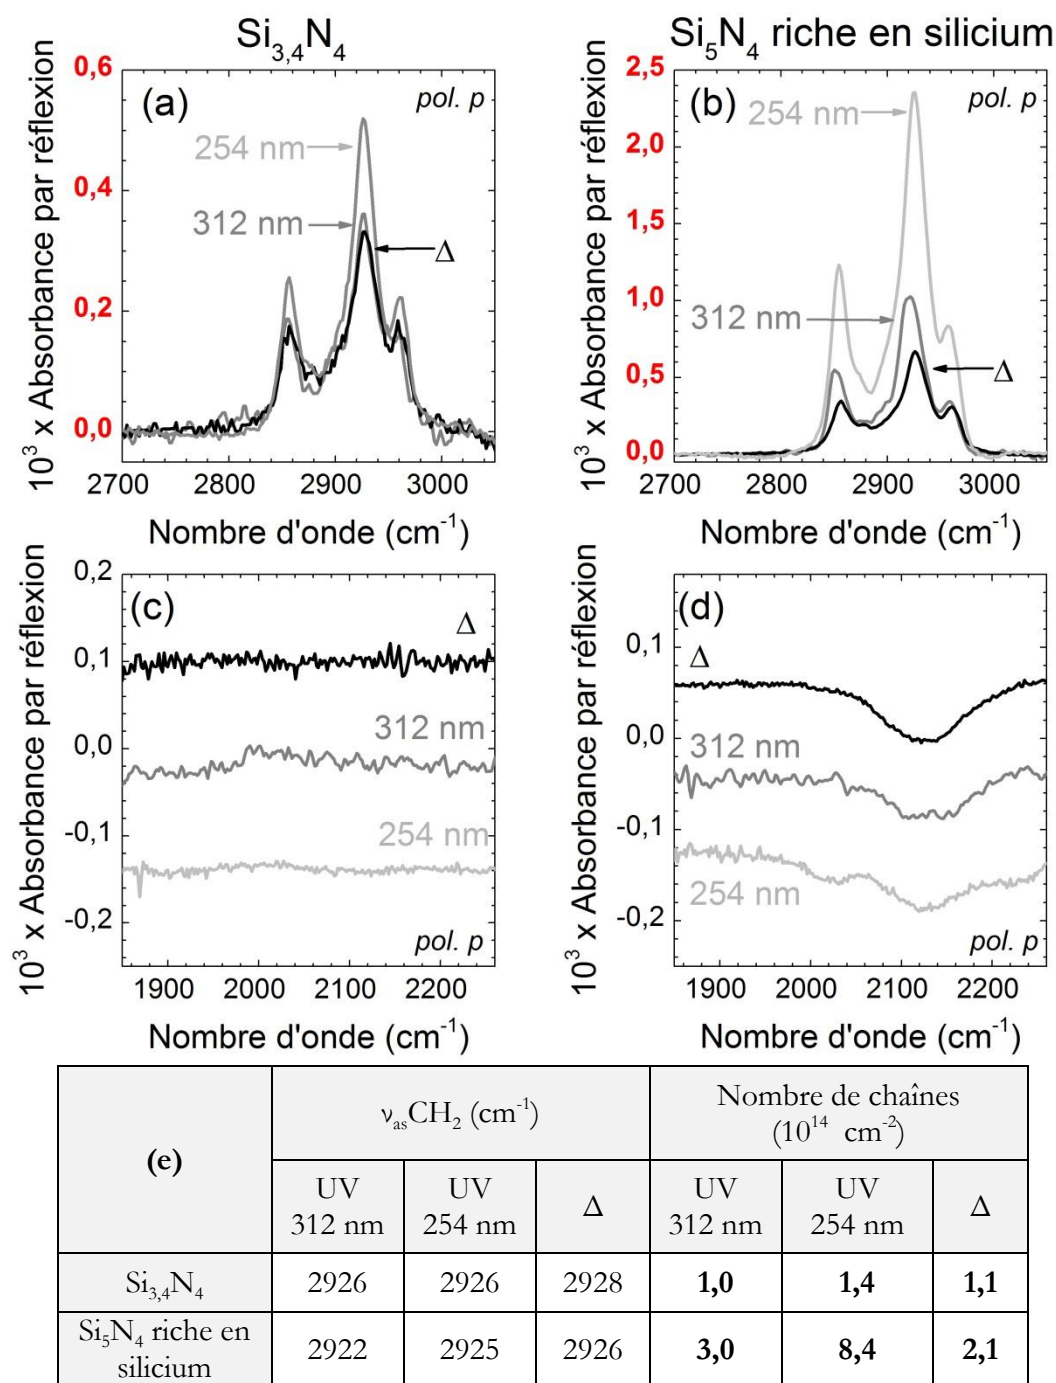 Si3,4N4
Si5N4 riche en silicium
10³ x Absorbance par réflexion
0,6
0,4
0,2
0,0
(a)
pol. p
254 nm
312 nm
Δ
2700 2800 2900 3000
Nombre d'onde (cm⁻¹)
10³ x Absorbance par réflexion
2,5
2,0
1,5
1,0
0,5
0,0
(b)
pol. p
254 nm
312 nm
Δ
2700 2800 2900 3000
Nombre d'onde (cm⁻¹)
10³ x Absorbance par réflexion
0,2
0,1
0,0
-0,1
-0,2
(c)
Δ
312 nm
254 nm
pol. p
1900 2000 2100 2200
Nombre d'onde (cm⁻¹)
10³ x Absorbance par réflexion
0,1
0,0
-0,1
-0,2
(d)
Δ
312 nm
254 nm
pol. p
1900 2000 2100 2200
Nombre d'onde (cm⁻¹)
(e)
νasCH2 (cm⁻¹)
Nombre de chaînes
(10¹⁴ cm⁻²)
UV
312 nm
UV
254 nm
Δ
UV
312 nm
UV
254 nm
Δ
Si3,4N4 2926 2926 2928 1,0 1,4 1,1
Si5N4 riche en
silicium 2922 2925 2926 3,0 8,4 2,1